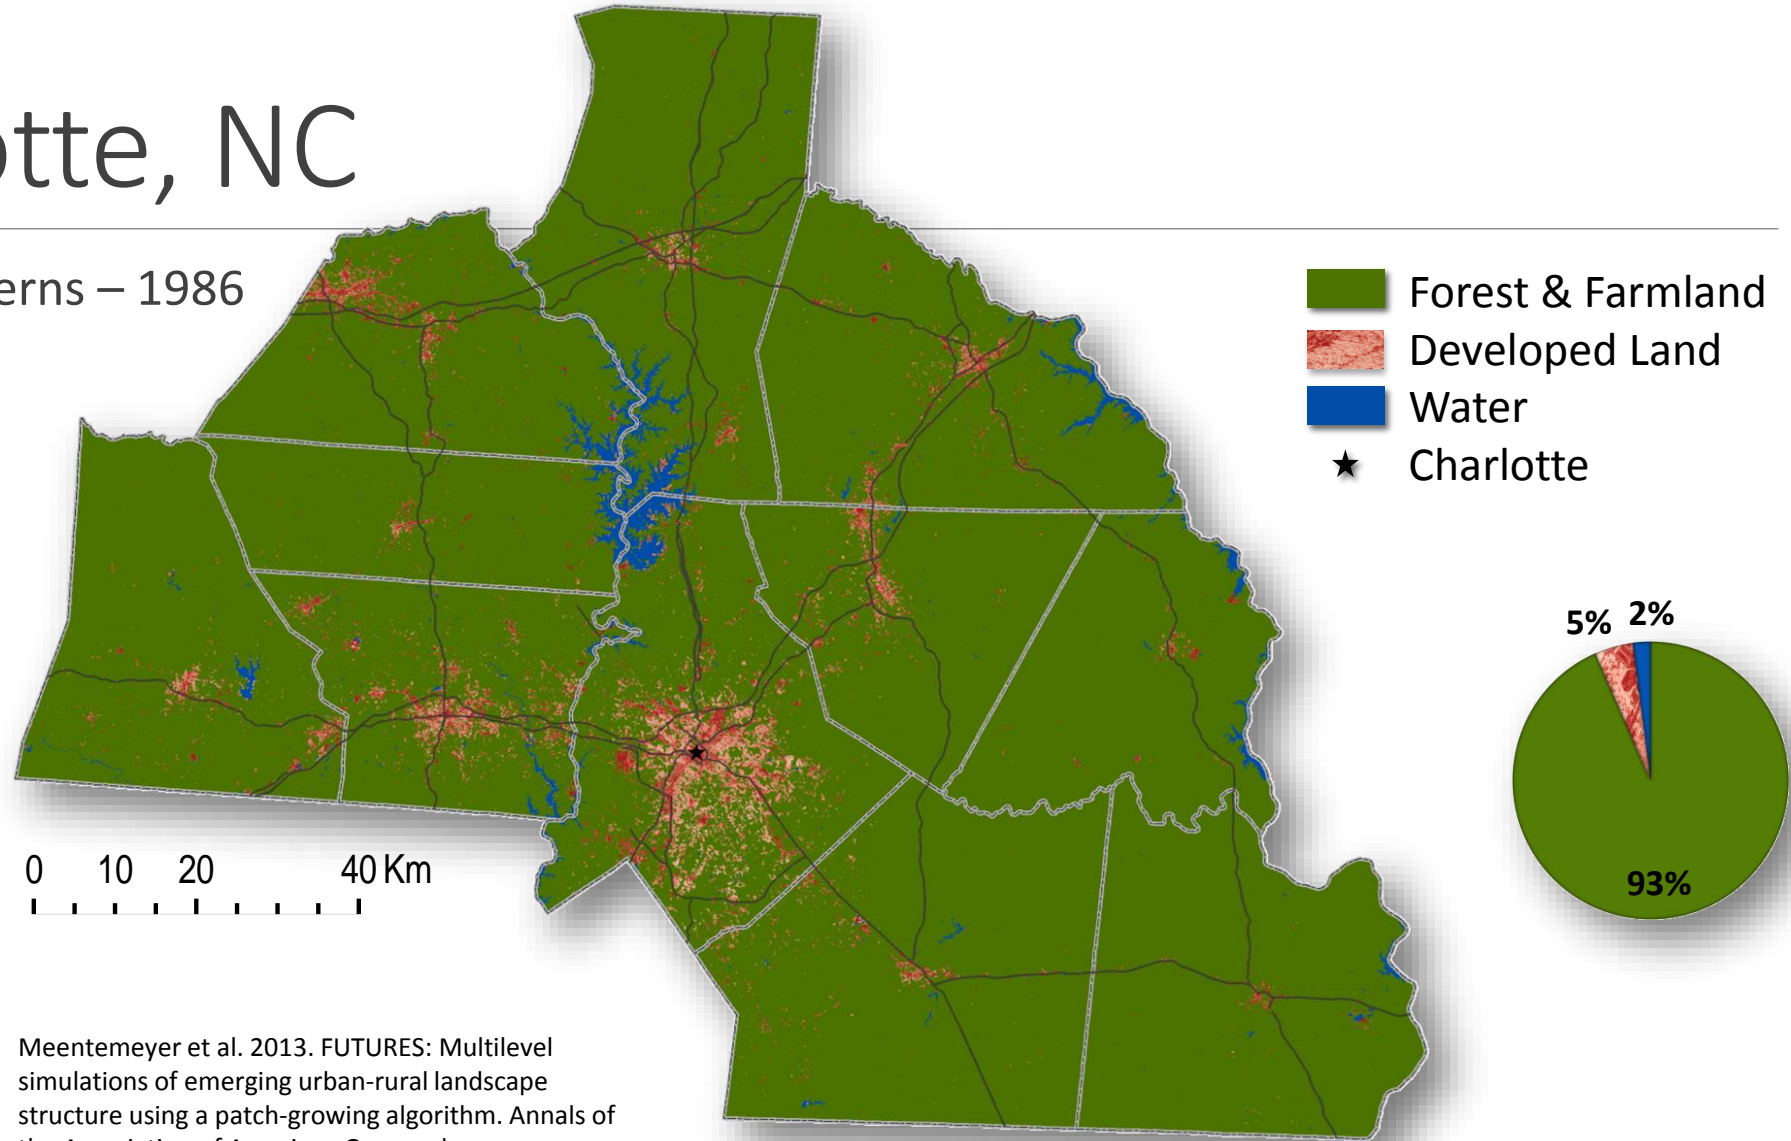 otte, NC
erns – 1986
Forest & Farmland
Developed Land
Water
Charlotte
5% 2%
93%
0 10 20 40 Km
Meentemeyer et al. 2013. FUTURES: Multilevel
simulations of emerging urban-rural landscape
structure using a patch-growing algorithm. Annals of